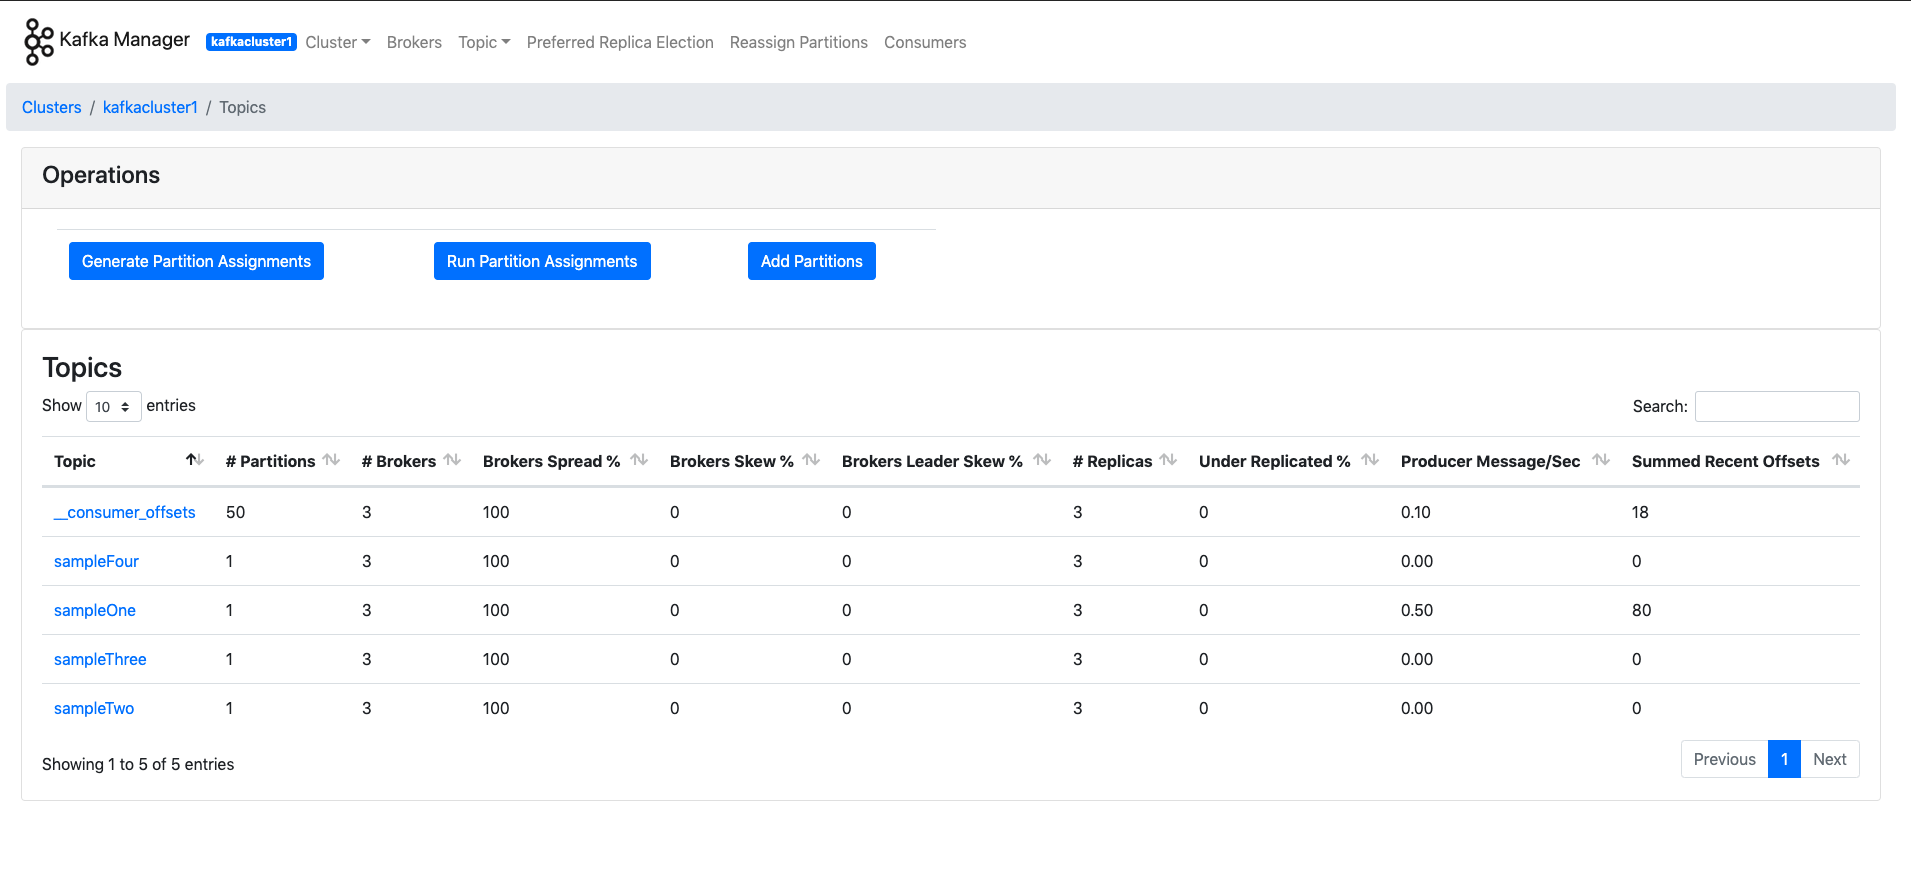 Kafka Manager kafkacluster1 Cluster Brokers Topic Preferred Replica Election Reassign Partitions Consumers
Clusters / kafkacluster1 / Topics
Operations
Generate Partition Assignments Run Partition Assignments Add Partitions
Topics
Show 10 entries Search:
Topic # Partitions # Brokers Brokers Spread % Brokers Skew % Brokers Leader Skew % # Replicas Under Replicated % Producer Message/Sec Summed Recent Offsets
__consumer_offsets 50 3 100 0 0 3 0 0.10 18
sampleFour 1 3 100 0 0 3 0 0.00 0
sampleOne 1 3 100 0 0 3 0 0.50 80
sampleThree 1 3 100 0 0 3 0 0.00 0
sampleTwo 1 3 100 0 0 3 0 0.00 0
Showing 1 to 5 of 5 entries Previous 1 Next